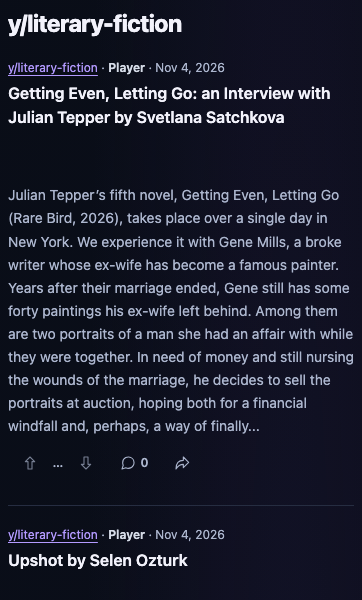 y/literary-fiction
y/literary-fiction · Player · Nov 4, 2026
Getting Even, Letting Go: an Interview with
Julian Tepper by Svetlana Satchkova
Julian Tepper’s fifth novel, Getting Even, Letting Go
(Rare Bird, 2026), takes place over a single day in
New York. We experience it with Gene Mills, a broke
writer whose ex-wife has become a famous painter.
Years after their marriage ended, Gene still has some
forty paintings his ex-wife left behind. Among them
are two portraits of a man she had an affair with while
they were together. In need of money and still nursing
the wounds of the marriage, he decides to sell the
portraits at auction, hoping both for a financial
windfall and, perhaps, a way of finally...
... 0
y/literary-fiction · Player · Nov 4, 2026
Upshot by Selen Ozturk